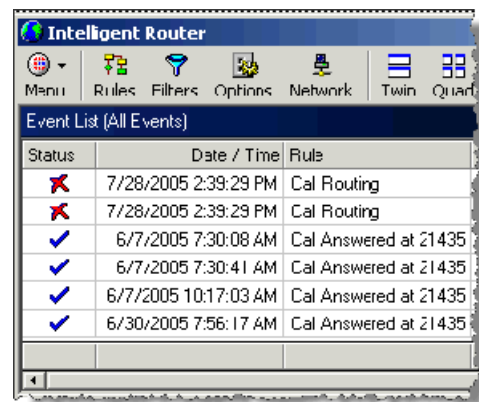 Intelligent Router
Menu Rules Filters Options Network Twin Quad
Event List (All Events)
Status Date / Time Rule
7/28/2005 2:39:29 PM Cal Routing
7/28/2005 2:39:29 PM Cal Routing
6/7/2005 7:30:08 AM Cal Answered at 21435
6/7/2005 7:30:41 AM Cal Answered at 21435
6/7/2005 10:17:03 AM Cal Answered at 21435
6/30/2005 7:56:17 AM Cal Answered at 21435